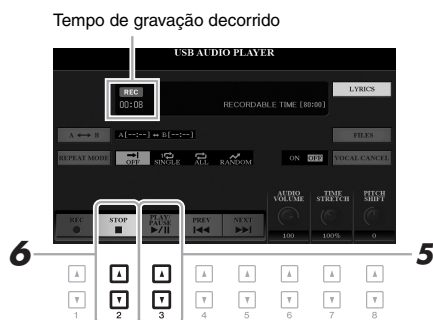 Tempo de gravação decorrido
USB AUDIO PLAYER
REC
00:08
RECORDABLE TIME [80:00]
LYRICS
A ↔ B
A[--:--] ↔ B[--:--]
FILES
REPEAT MODE
OFF
SINGLE
ALL
RANDOM
ON OFF
VOCAL CANCEL
AUDIO VOLUME
TIME STRETCH
PITCH SHIFT
REC
STOP
PLAY/PAUSE
PREV
NEXT
100
100%
0
6
5
1 2 3 4 5 6 7 8